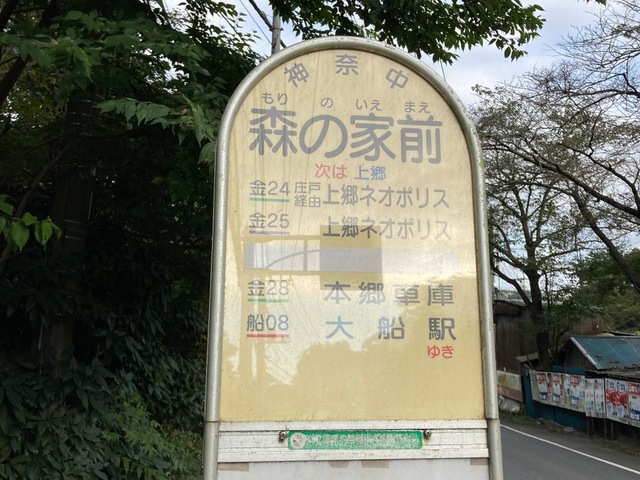 神奈中
もり の いえ まえ
森の家前
次は 上郷
金24 庄戸経由 上郷ネオポリス
金25 上郷ネオポリス
金28 本郷車庫
船08 大船駅
ゆき